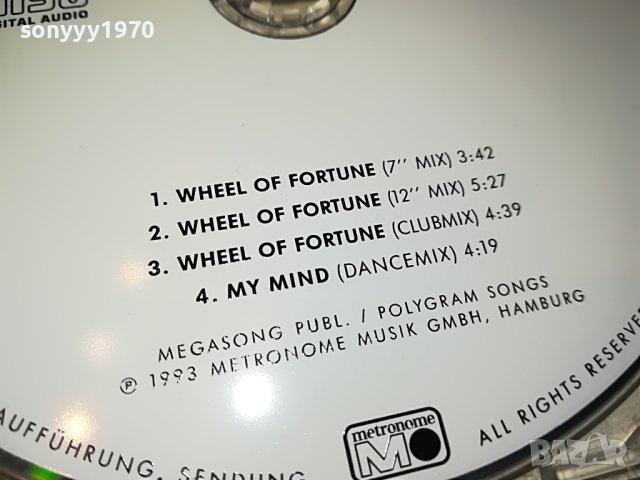 DIGITAL AUDIO
sonyyy1970
1. WHEEL OF FORTUNE (7'' MIX) 3:42
2. WHEEL OF FORTUNE (12'' MIX) 5:27
3. WHEEL OF FORTUNE (CLUBMIX) 4:39
4. MY MIND (DANCEMIX) 4:19
MEGASONG PUBL. / POLYGRAM SONGS
℗ 1993 METRONOME MUSIK GMBH, HAMBURG
AUFFÜHRUNG, SENDUNG
metronome
M
ALL RIGHTS RESERVE
BAZAR